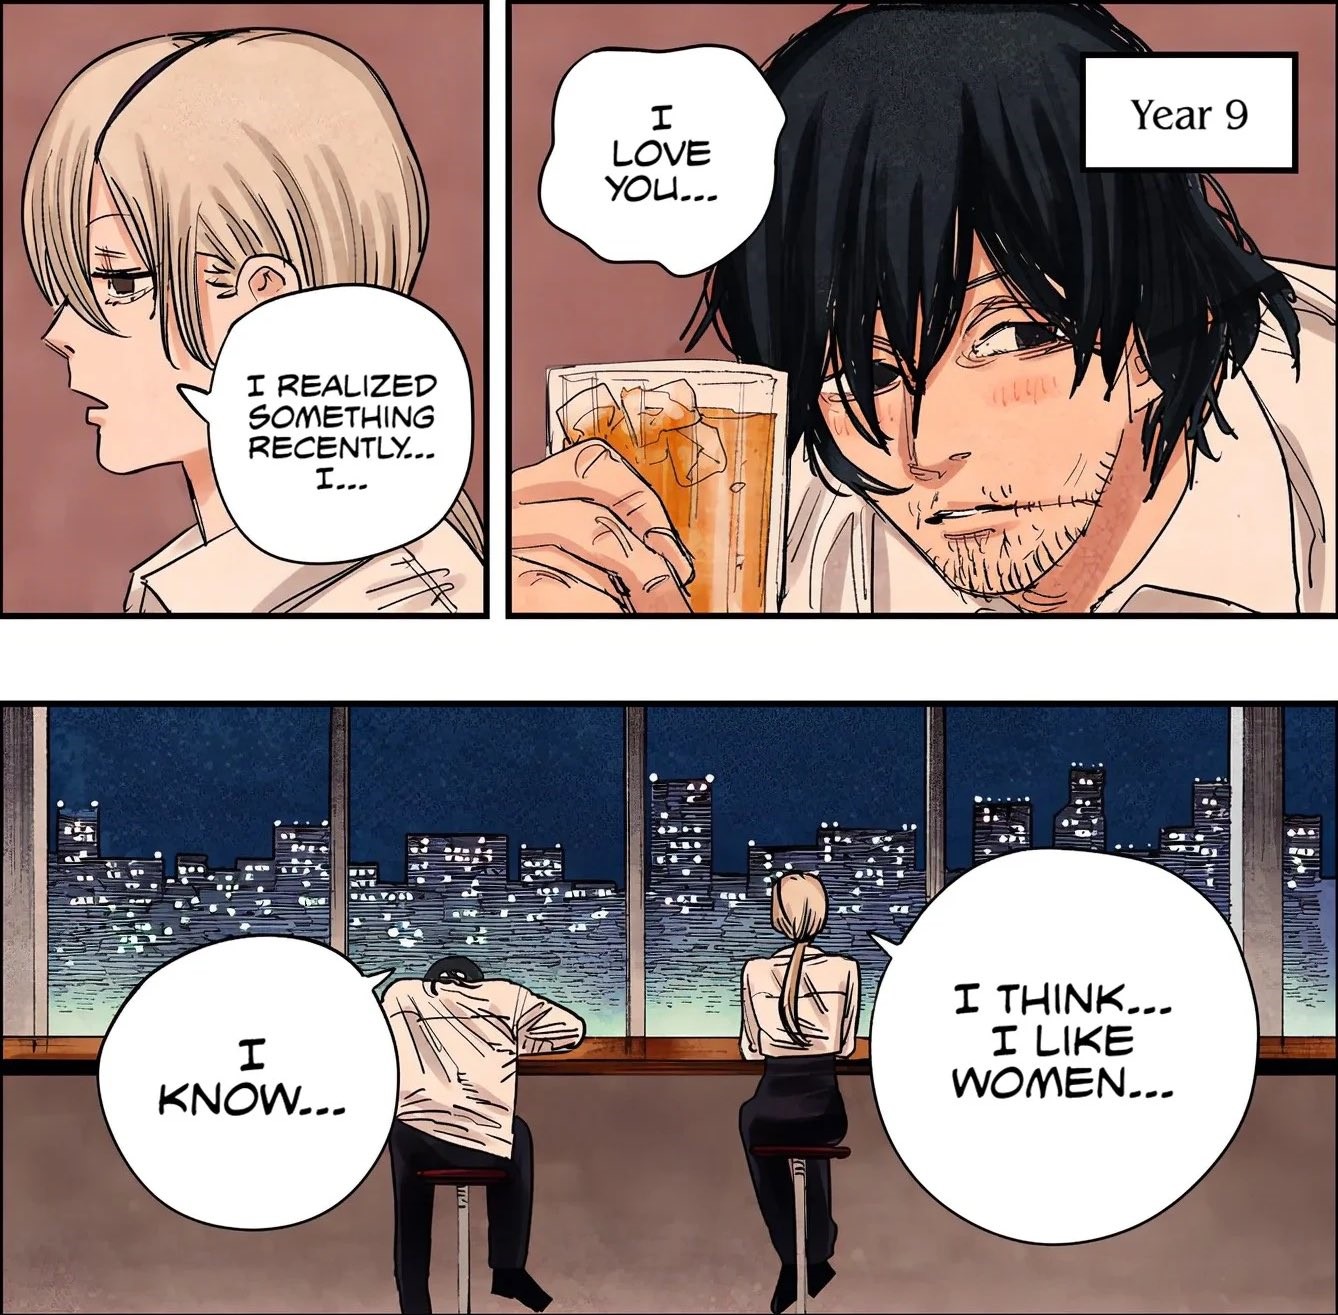 Year 9
I
LOVE
YOU...
I REALIZED
SOMETHING
RECENTLY...
I...
I THINK...
I LIKE
WOMEN...
I
KNOW...